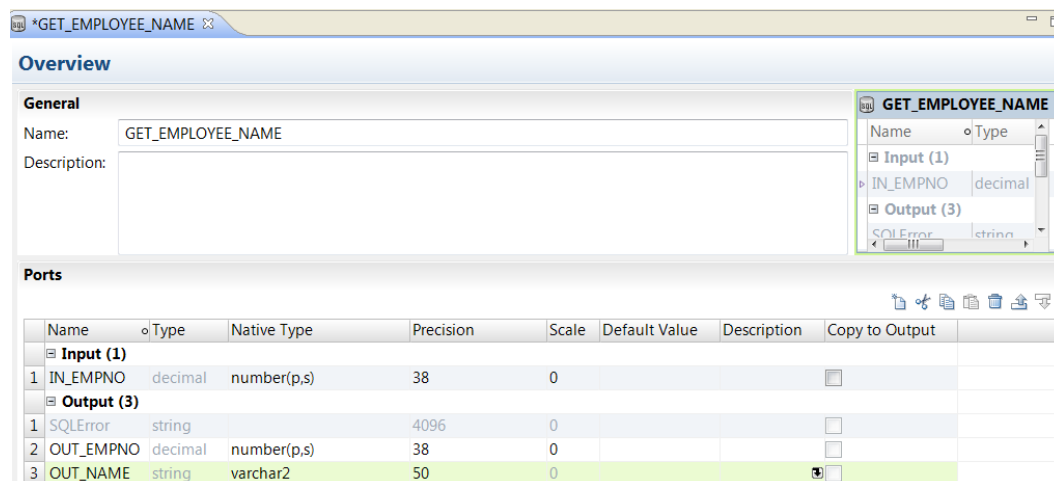 *GET_EMPLOYEE_NAME
Overview
General
Name: GET_EMPLOYEE_NAME
Description:
GET_EMPLOYEE_NAME
Name Type
Input (1)
IN_EMPNO decimal
Output (3)
SQLError string
Ports
Name Type Native Type Precision Scale Default Value Description Copy to Output
Input (1)
1 IN_EMPNO decimal number(p,s) 38 0
Output (3)
1 SQLError string 4096 0
2 OUT_EMPNO decimal number(p,s) 38 0
3 OUT_NAME string varchar2 50 0